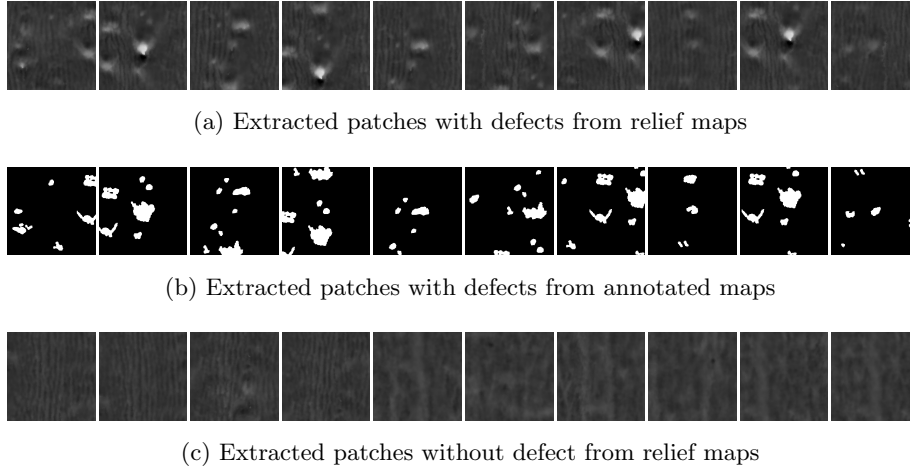 (a) Extracted patches with defects from relief maps
(b) Extracted patches with defects from annotated maps
(c) Extracted patches without defect from relief maps